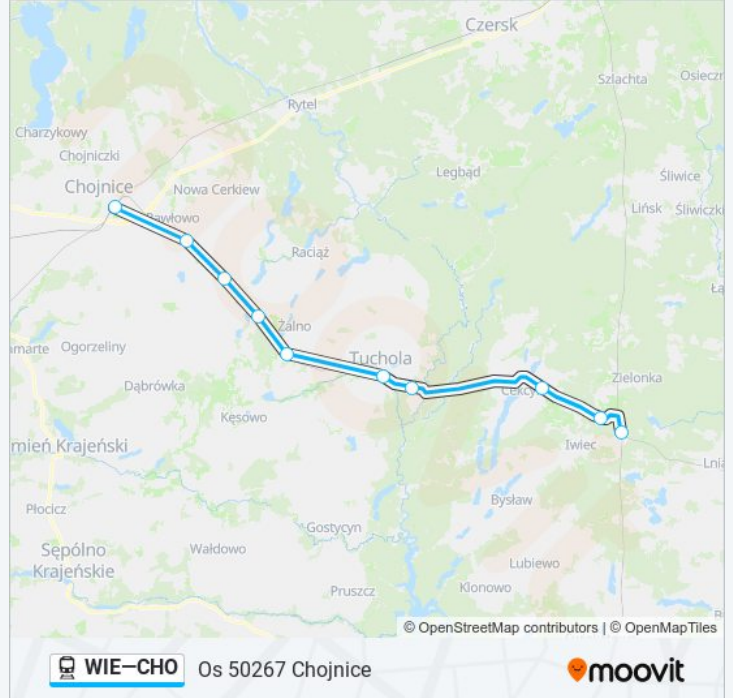 Czersk
Szlachta
Rytel
Charzykowy
Chojniczki
Legbąd
Śliwice
Chojnice
Nowa Cerkiew
Lińsk
Śliwiczki
Pawłowo
Raciąż
Żalno
amarte
Ogorzeliny
Tuchola
Zielonka
Dąbrówka
Cekcyn
Kęsowo
mień Krajeński
Iwiec
Lnia
Bysław
Płocicz
Gostycyn
Sępólno
Krajeńskie
Wałdowo
Lubiewo
Pruszcz
Klonowo
© OpenStreetMap contributors | © OpenMapTiles
WIE—CHO
Os 50267 Chojnice
moovit